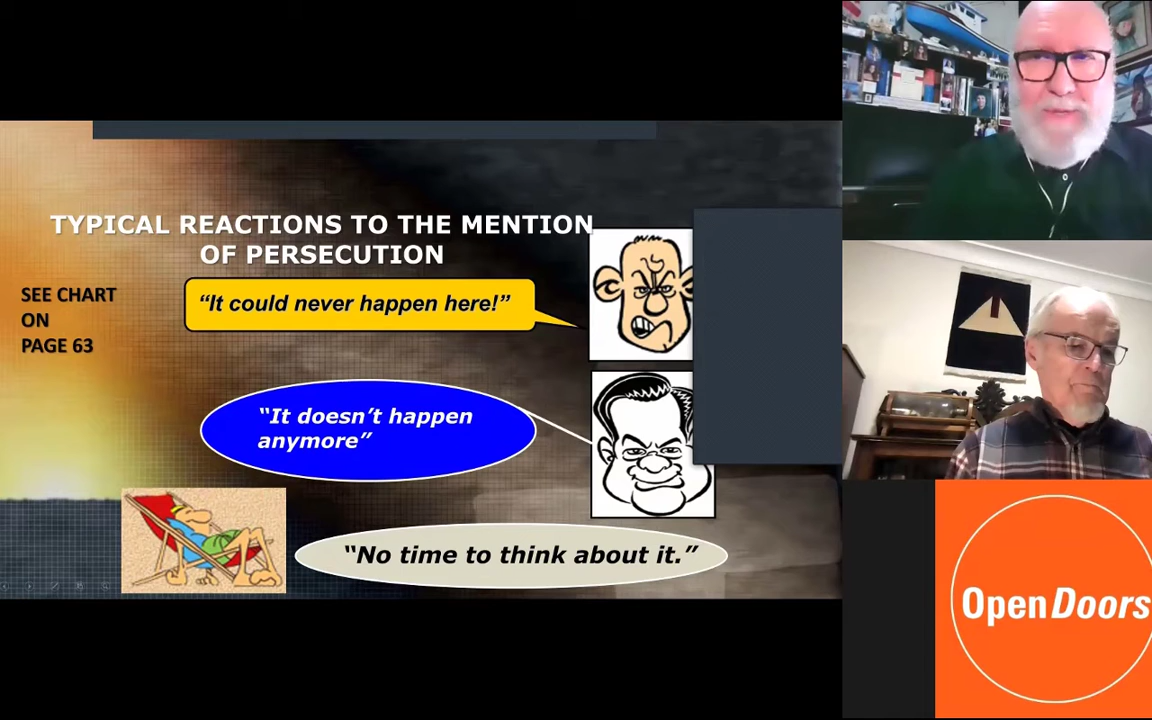 TYPICAL REACTIONS TO THE MENTION
OF PERSECUTION
SEE CHART
ON
PAGE 63
“It could never happen here!”
“It doesn’t happen
anymore”
“No time to think about it.”
OpenDoors